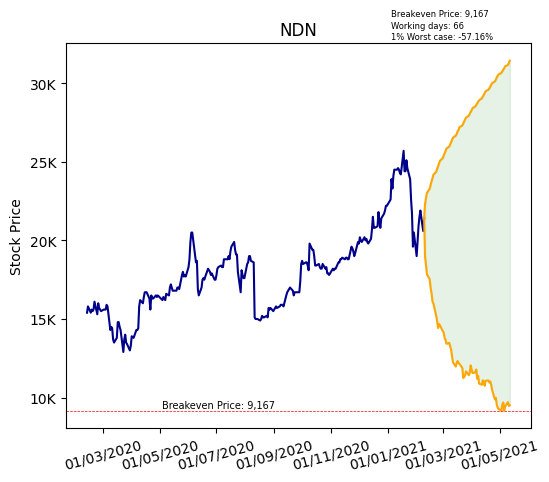 Breakeven Price: 9,167
Working days: 66
1% Worst case: -57.16%
NDN
Stock Price
30K
25K
20K
15K
10K
Breakeven Price: 9,167
01/03/2020
01/05/2020
01/07/2020
01/09/2020
01/11/2020
01/01/2021
01/03/2021
01/05/2021